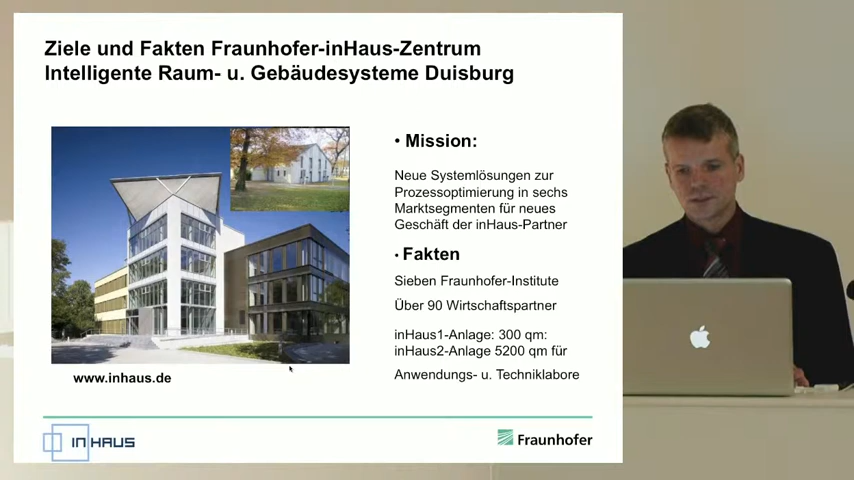 Ziele und Fakten Fraunhofer-inHaus-Zentrum
Intelligente Raum- u. Gebäudesysteme Duisburg
• Mission:
Neue Systemlösungen zur
Prozessoptimierung in sechs
Marktsegmenten für neues
Geschäft der inHaus-Partner
• Fakten
Sieben Fraunhofer-Institute
Über 90 Wirtschaftspartner
inHaus1-Anlage: 300 qm:
inHaus2-Anlage 5200 qm für
Anwendungs- u. Techniklabore
www.inhaus.de
INHAUS
Fraunhofer